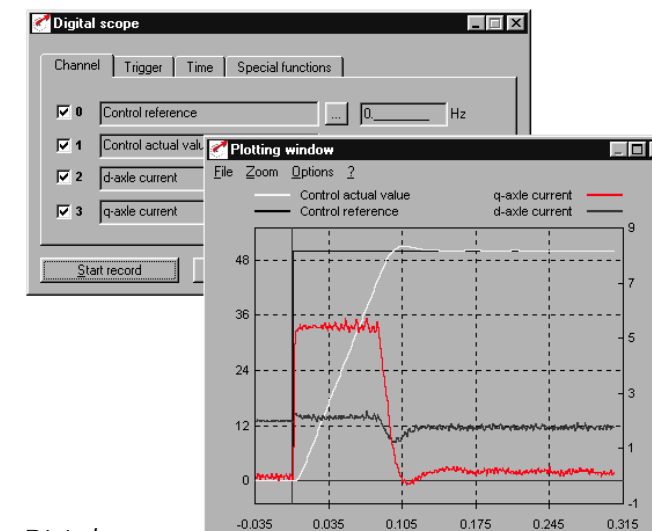 Digital scope
Channel Trigger Time Special functions
0 Control reference ... 0._______ Hz
1 Control actual valu
2 d-axle current
3 q-axle current
Start record
Plotting window
File Zoom Options ?
Control actual value q-axle current
Control reference d-axle current
9
48
7
36
5
24
3
12
1
0
-1
-0.035 0.035 0.105 0.175 0.245 0.315